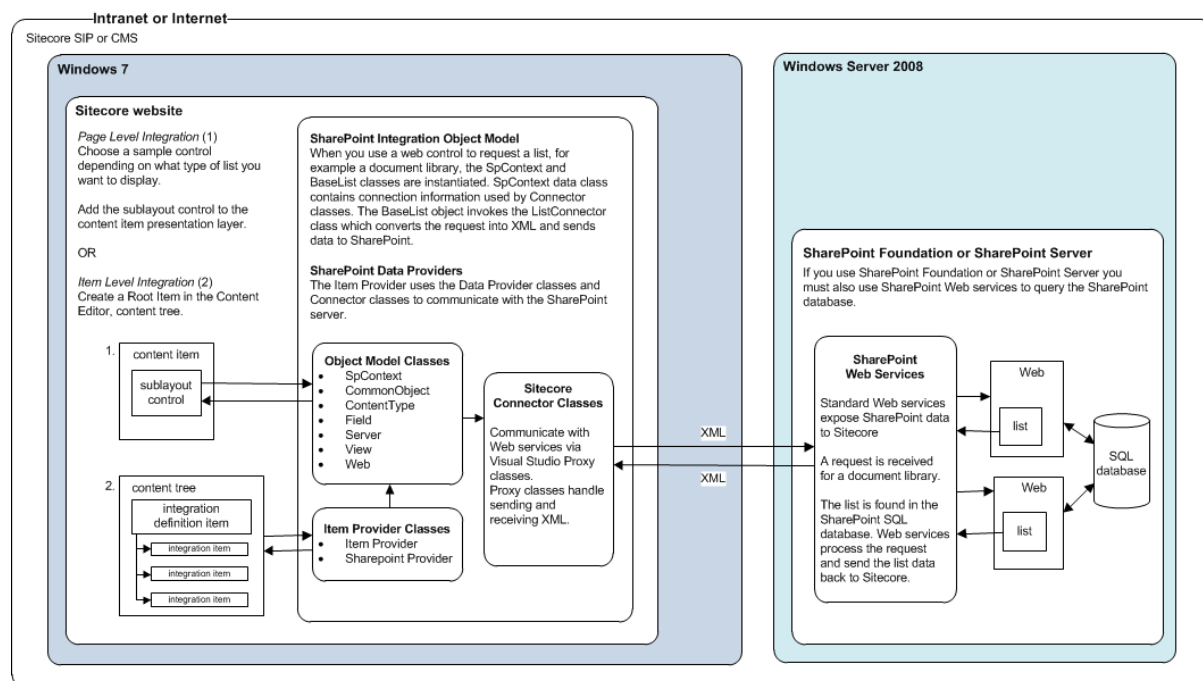 Intranet or Internet
Sitecore SIP or CMS
Windows 7
Sitecore website
Page Level Integration (1)
Choose a sample control
depending on what type of list you
want to display.
Add the sublayout control to the
content item presentation layer.
OR
Item Level Integration (2)
Create a Root Item in the Content
Editor, content tree.
SharePoint Integration Object Model
When you use a web control to request a list, for
example a document library, the SpContext and
BaseList classes are instantiated. SpContext data class
contains connection information used by Connector
classes. The BaseList object invokes the ListConnector
class which converts the request into XML and sends
data to SharePoint.
SharePoint Data Providers
The Item Provider uses the Data Provider classes and
Connector classes to communicate with the SharePoint
server.
1.
content item
sublayout
control
2.
content tree
integration
definition item
integration item
integration item
integration item
Object Model Classes
• SpContext
• CommonObject
• ContentType
• Field
• Server
• View
• Web
Item Provider Classes
• Item Provider
• Sharepoint Provider
Sitecore
Connector Classes
Communicate with
Web services via
Visual Studio Proxy
classes.
Proxy classes handle
sending and
receiving XML.
XML
XML
Windows Server 2008
SharePoint Foundation or SharePoint Server
If you use SharePoint Foundation or SharePoint Server you
must also use SharePoint Web services to query the SharePoint
database.
SharePoint
Web Services
Standard Web services
expose SharePoint data
to Sitecore
A request is received
for a document library.
The list is found in the
SharePoint SQL
database. Web services
process the request
and send the list data
back to Sitecore.
Web
list
Web
list
SQL
database